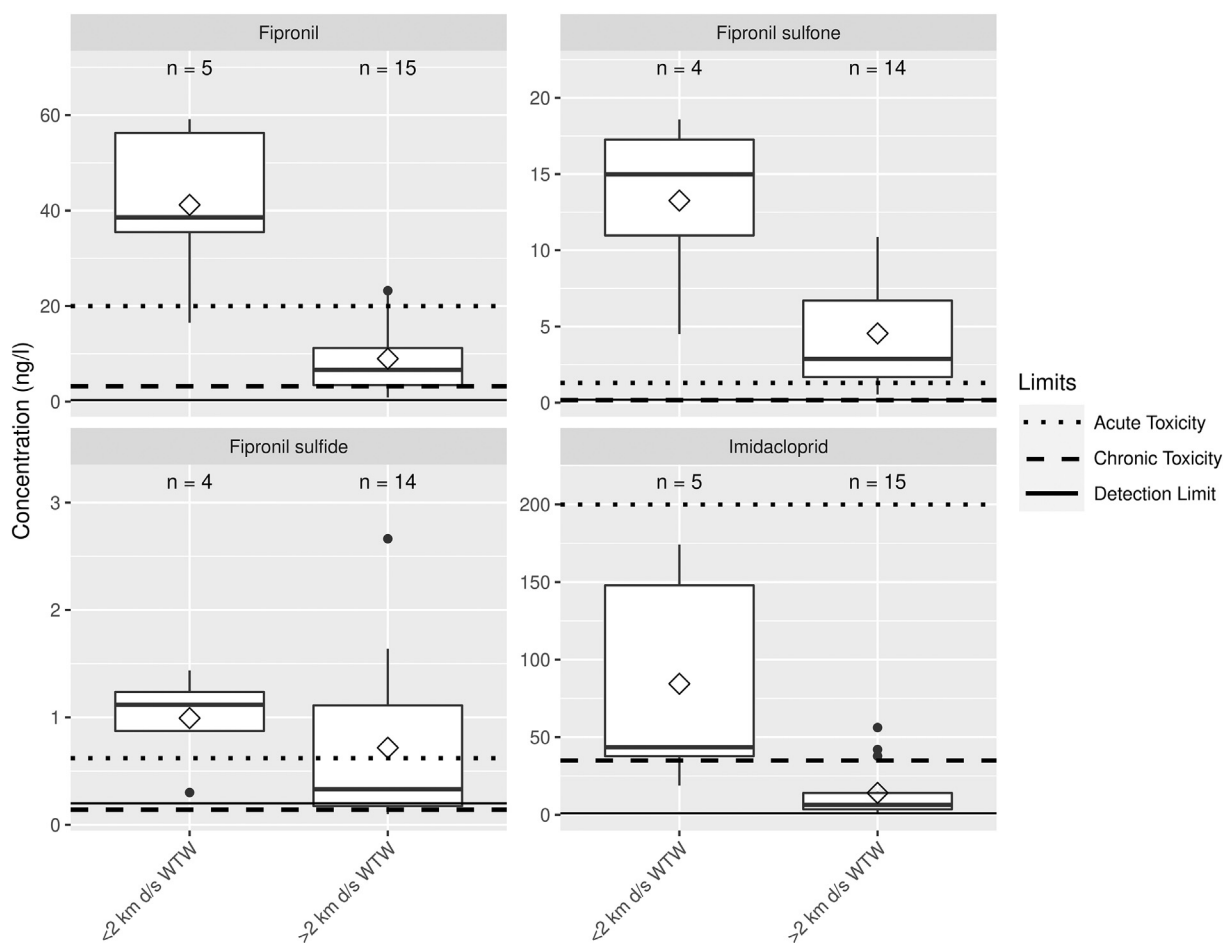 Fipronil
n = 5
n = 15
60
40
20
0
Fipronil sulfone
n = 4
n = 14
20
15
10
5
0
Concentration (ng/l)
Fipronil sulfide
n = 4
n = 14
3
2
1
0
<2 km d/s WTW
>2 km d/s WTW
Imidacloprid
n = 5
n = 15
200
150
100
50
0
<2 km d/s WTW
>2 km d/s WTW
Limits
Acute Toxicity
Chronic Toxicity
Detection Limit